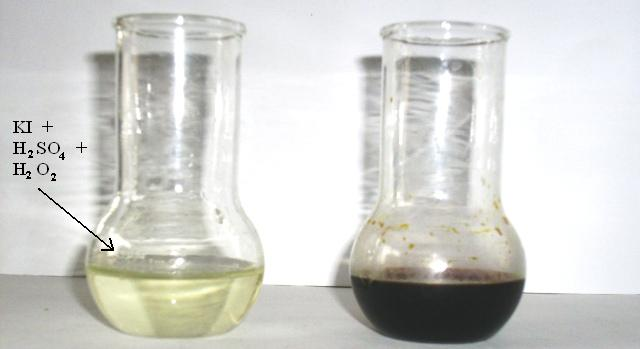 KI +
H₂SO₄ +
H₂O₂